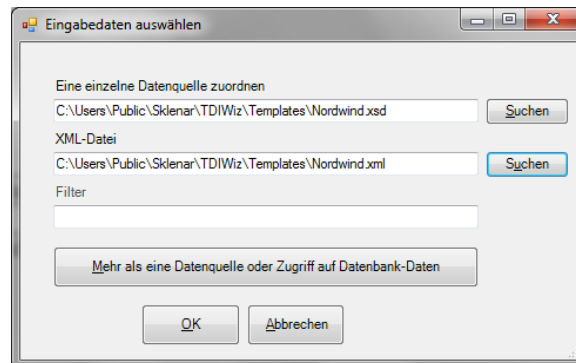 Eingabedaten auswählen
Eine einzelne Datenquelle zuordnen
C:\Users\Public\Sklenar\TDIWiz\Templates\Nordwind.xsd
Suchen
XML-Datei
C:\Users\Public\Sklenar\TDIWiz\Templates\Nordwind.xml
Suchen
Filter
Mehr als eine Datenquelle oder Zugriff auf Datenbank-Daten
OK
Abbrechen